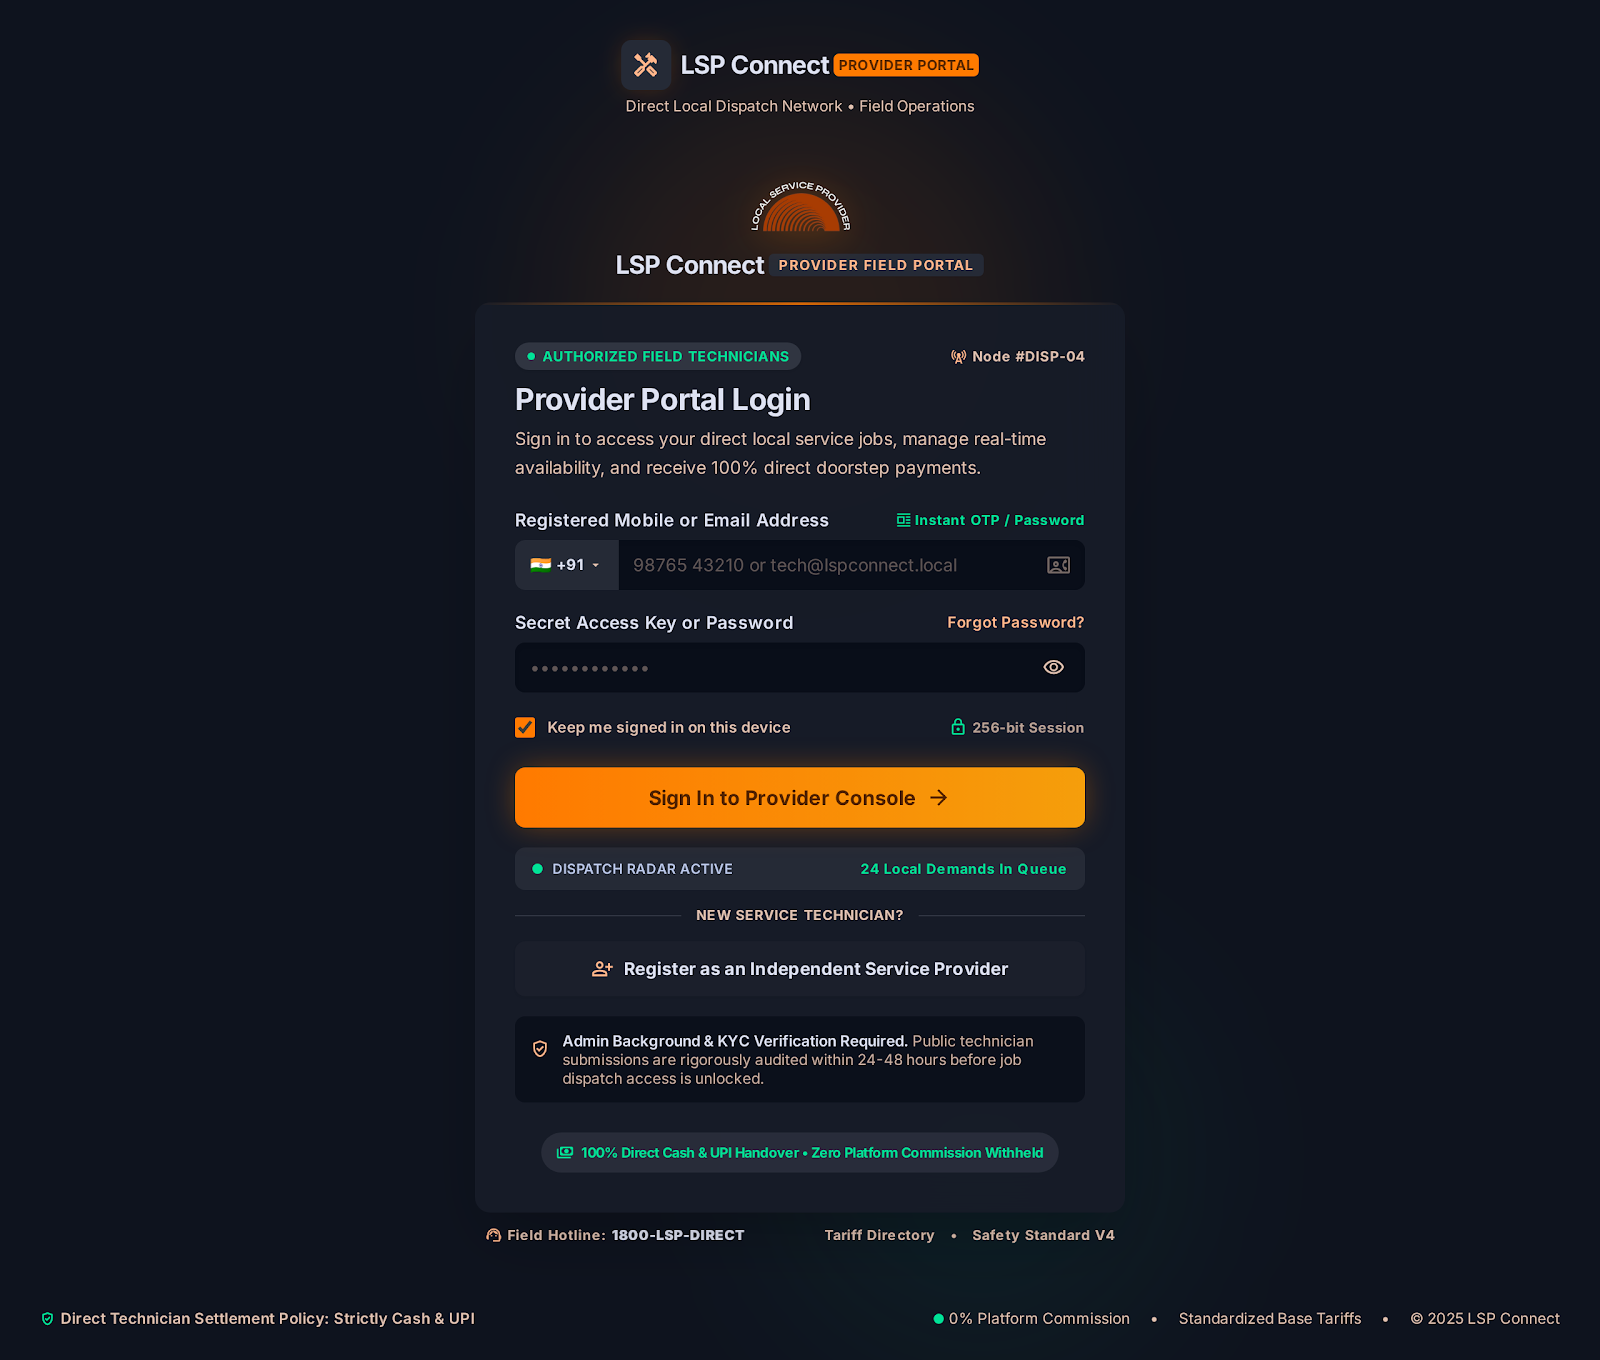 LSP Connect PROVIDER PORTAL
Direct Local Dispatch Network • Field Operations
LOCAL SERVICE PROVIDER
LSP Connect PROVIDER FIELD PORTAL
AUTHORIZED FIELD TECHNICIANS
Node #DISP-04
Provider Portal Login
Sign in to access your direct local service jobs, manage real-time
availability, and receive 100% direct doorstep payments.
Registered Mobile or Email Address
Instant OTP / Password
🇮🇳 +91
98765 43210 or tech@lspconnect.local
Secret Access Key or Password
Forgot Password?
••••••••••••
Keep me signed in on this device
256-bit Session
Sign In to Provider Console →
DISPATCH RADAR ACTIVE
24 Local Demands In Queue
NEW SERVICE TECHNICIAN?
Register as an Independent Service Provider
Admin Background & KYC Verification Required. Public technician
submissions are rigorously audited within 24-48 hours before job
dispatch access is unlocked.
100% Direct Cash & UPI Handover • Zero Platform Commission Withheld
Field Hotline: 1800-LSP-DIRECT
Tariff Directory • Safety Standard V4
Direct Technician Settlement Policy: Strictly Cash & UPI
0% Platform Commission • Standardized Base Tariffs • © 2025 LSP Connect